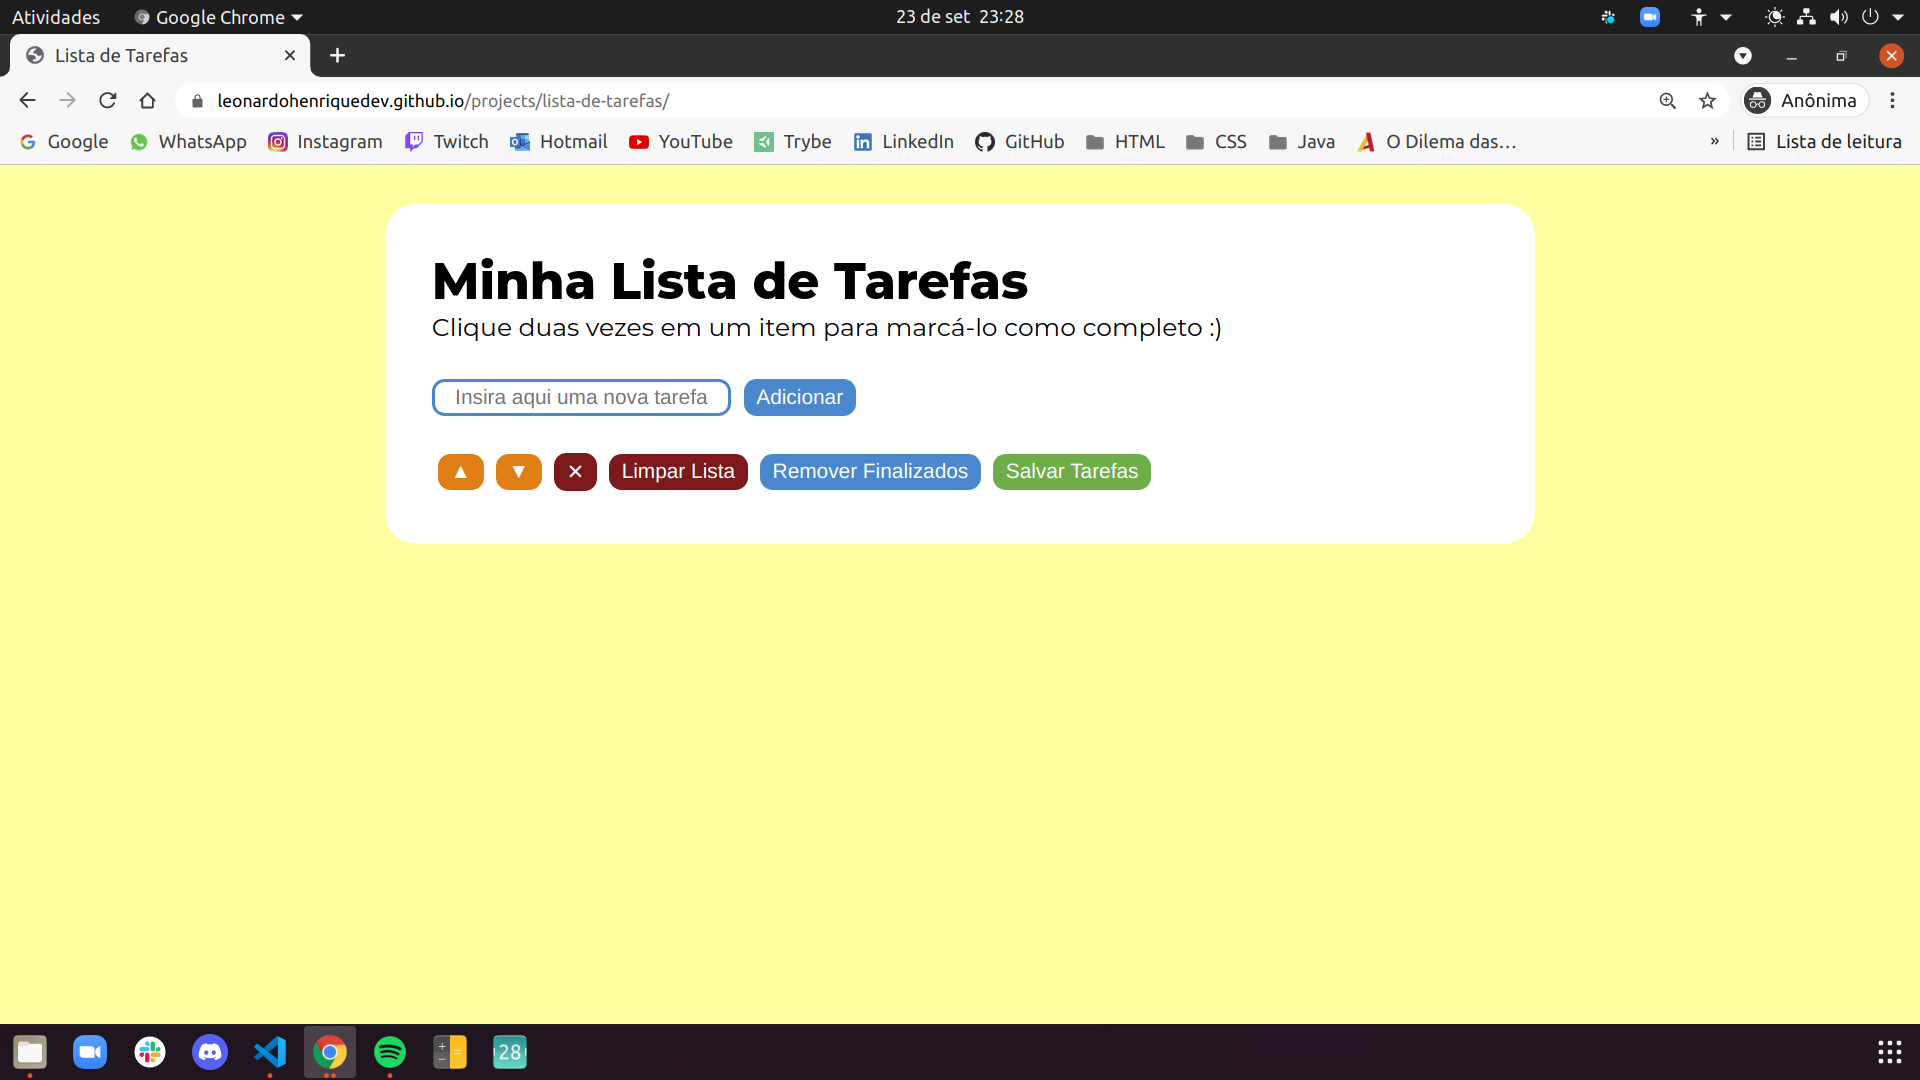 Atividades Google Chrome 23 de set 23:28
Lista de Tarefas
leonardohenriquedev.github.io/projects/lista-de-tarefas/ Anônima
Google WhatsApp Instagram Twitch Hotmail YouTube Trybe LinkedIn GitHub HTML CSS Java O Dilema das… » Lista de leitura
Minha Lista de Tarefas
Clique duas vezes em um item para marcá-lo como completo :)
Insira aqui uma nova tarefa Adicionar
▲ ▼ ✕ Limpar Lista Remover Finalizados Salvar Tarefas
28